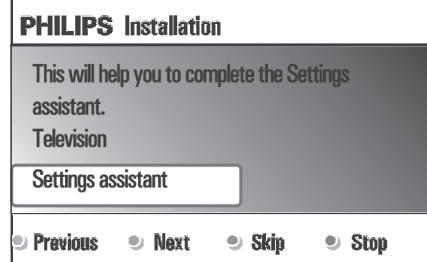 PHILIPS Installation
This will help you to complete the Settings
assistant.
Television
Settings assistant
Previous Next Skip Stop